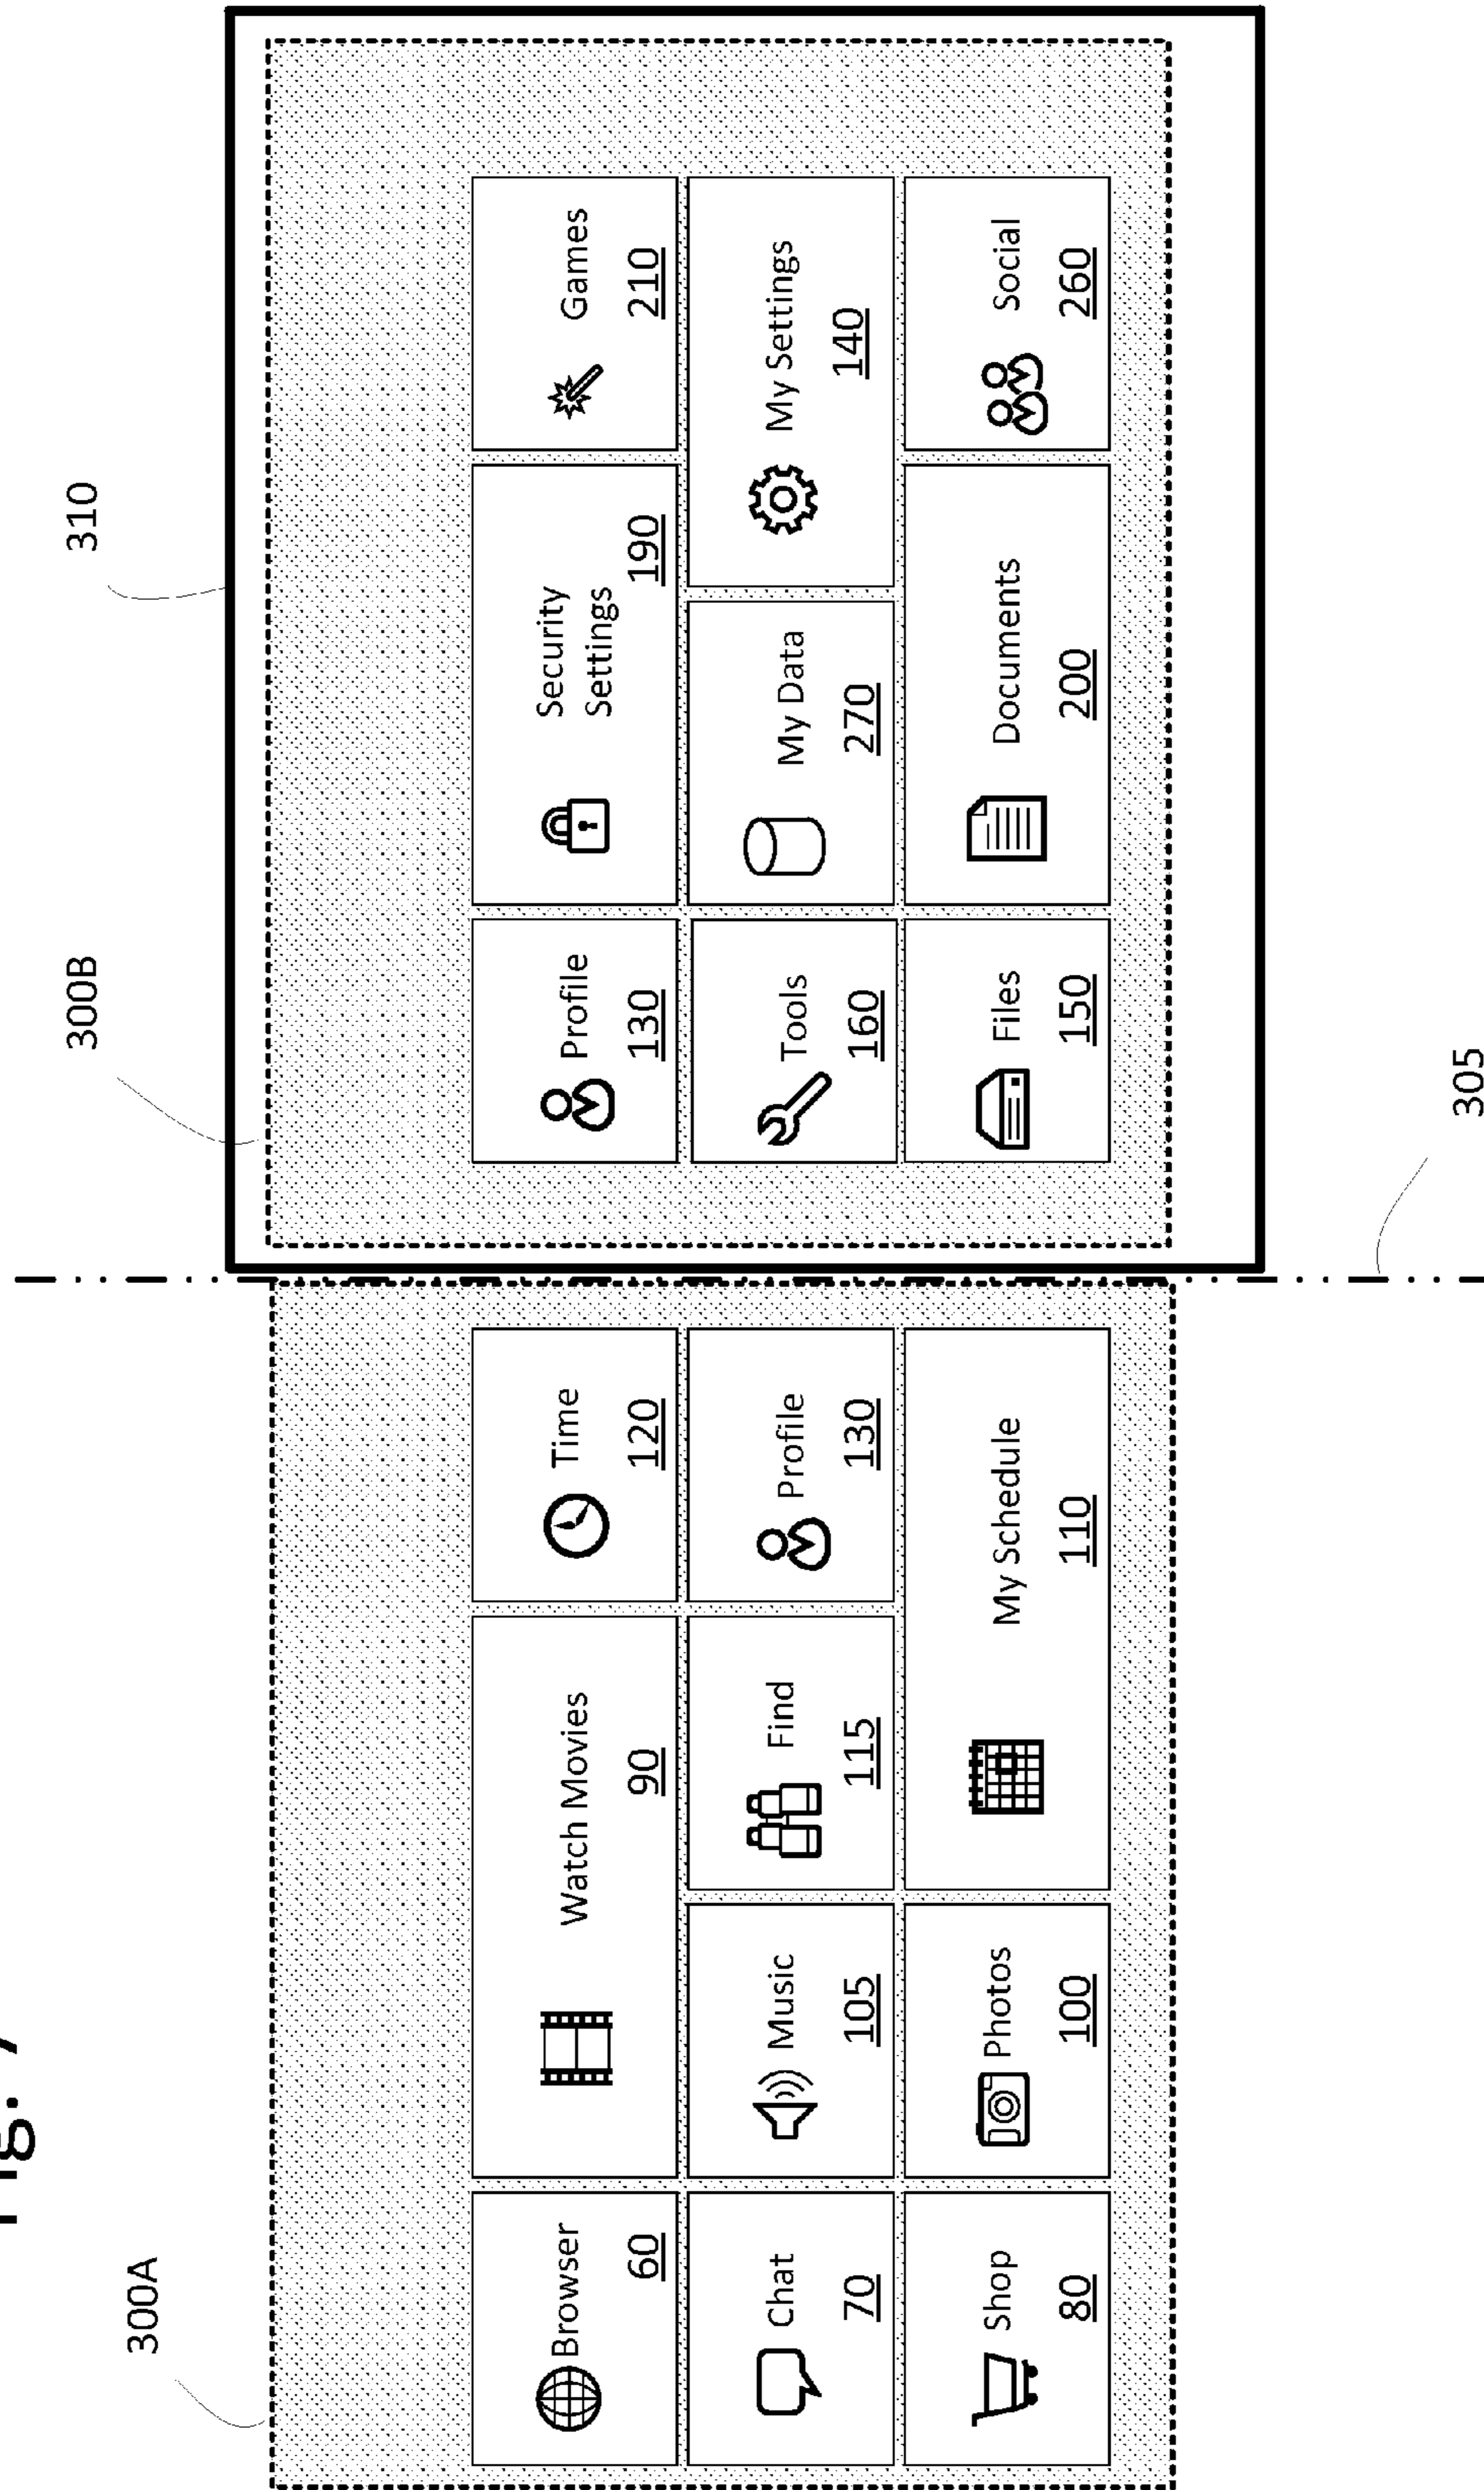 300A
300B
310
Browser
60
Watch Movies
90
Time
120
Chat
70
Music
105
Find
115
Profile
130
Shop
80
Photos
100
My Schedule
110
Profile
130
Security
Settings
190
Games
210
Tools
160
My Data
270
My Settings
140
Files
150
Documents
200
Social
260
305